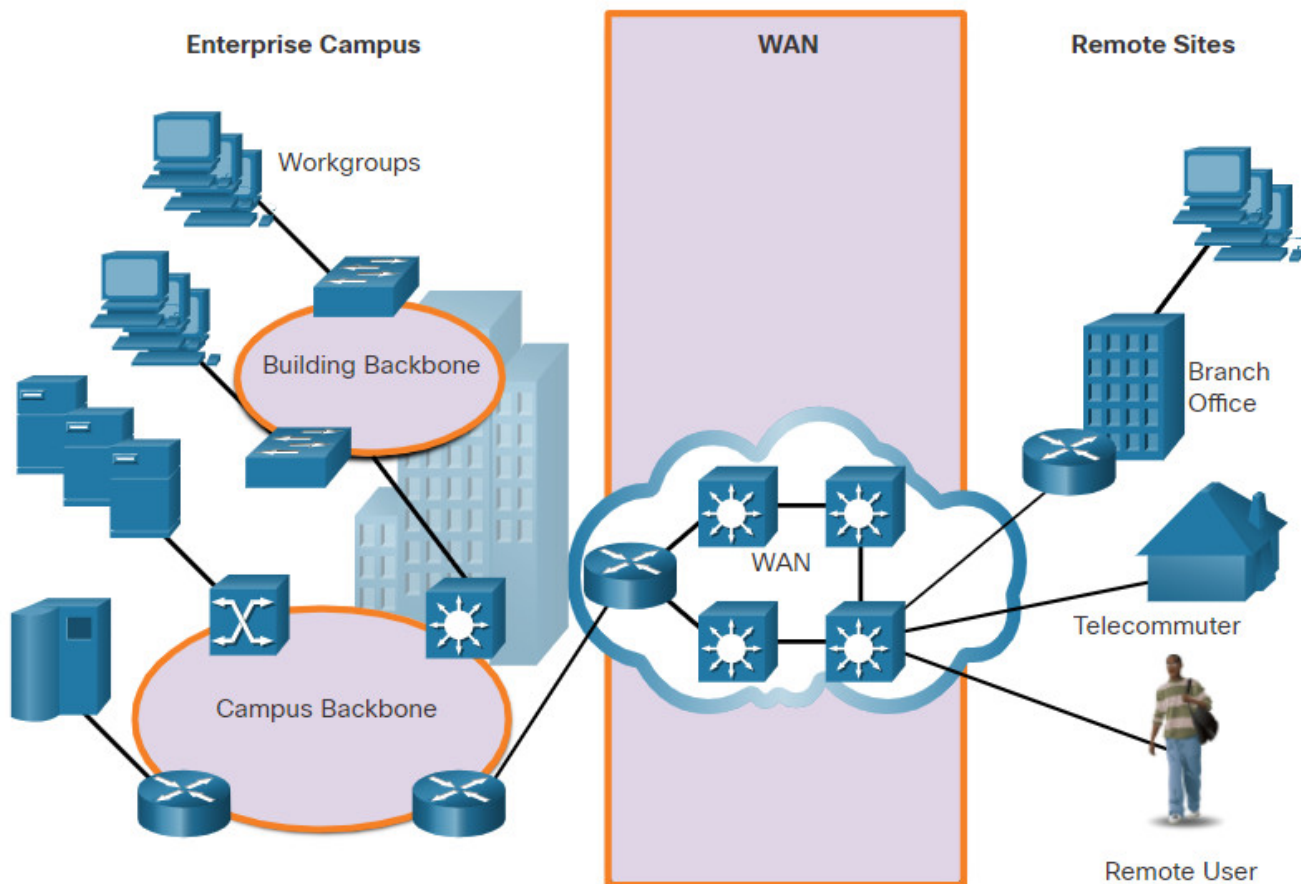 Enterprise Campus
WAN
Remote Sites
Workgroups
Building Backbone
Branch
Office
WAN
Telecommuter
Campus Backbone
Remote User